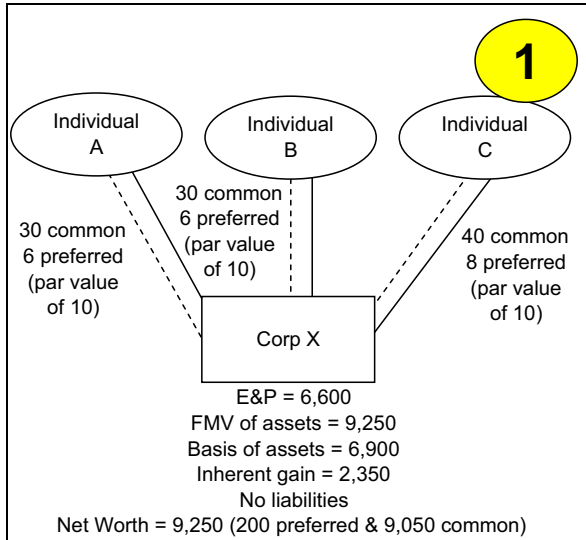 1
Individual
A
Individual
B
Individual
C
30 common
6 preferred
(par value
of 10)
30 common
6 preferred
(par value
of 10)
40 common
8 preferred
(par value
of 10)
Corp X
E&P = 6,600
FMV of assets = 9,250
Basis of assets = 6,900
Inherent gain = 2,350
No liabilities
Net Worth = 9,250 (200 preferred & 9,050 common)